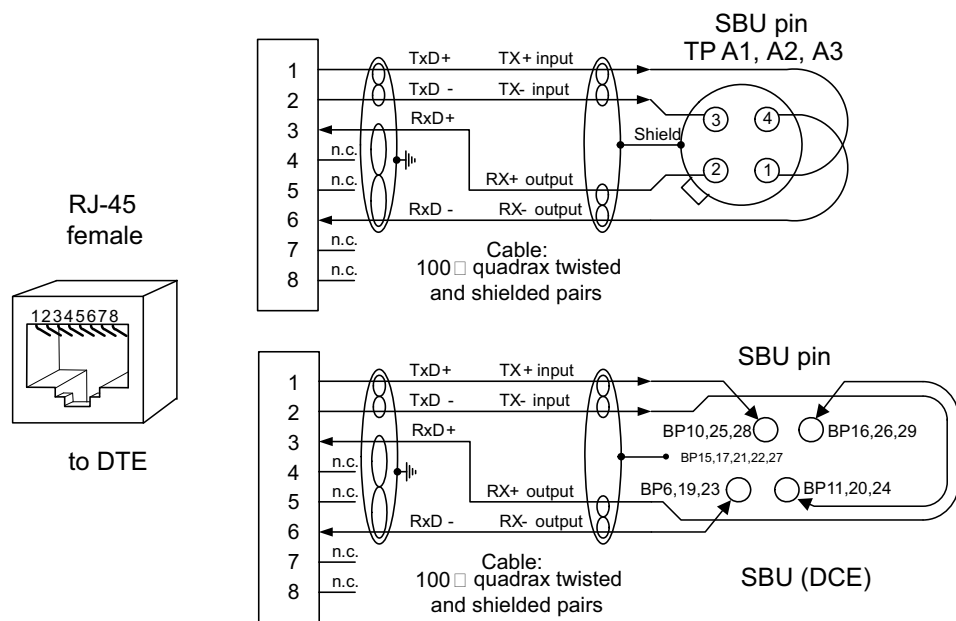 SBU pin
TP A1, A2, A3
1 TxD+ TX+ input
2 TxD - TX- input
3 RxD+
3 4
Shield
4 n.c.
5 n.c. RX+ output
2 1
6 RxD - RX- output
7 n.c.
8 n.c.
Cable:
100□ quadrax twisted
and shielded pairs
RJ-45
female
12345678
to DTE
SBU pin
1 TxD+ TX+ input
2 TxD - TX- input
3 RxD+
BP10,25,28 BP16,26,29
BP15,17,21,22,27
4 n.c.
5 n.c. RX+ output
BP6,19,23 BP11,20,24
6 RxD - RX- output
7 n.c.
8 n.c.
Cable:
100□ quadrax twisted
and shielded pairs
SBU (DCE)